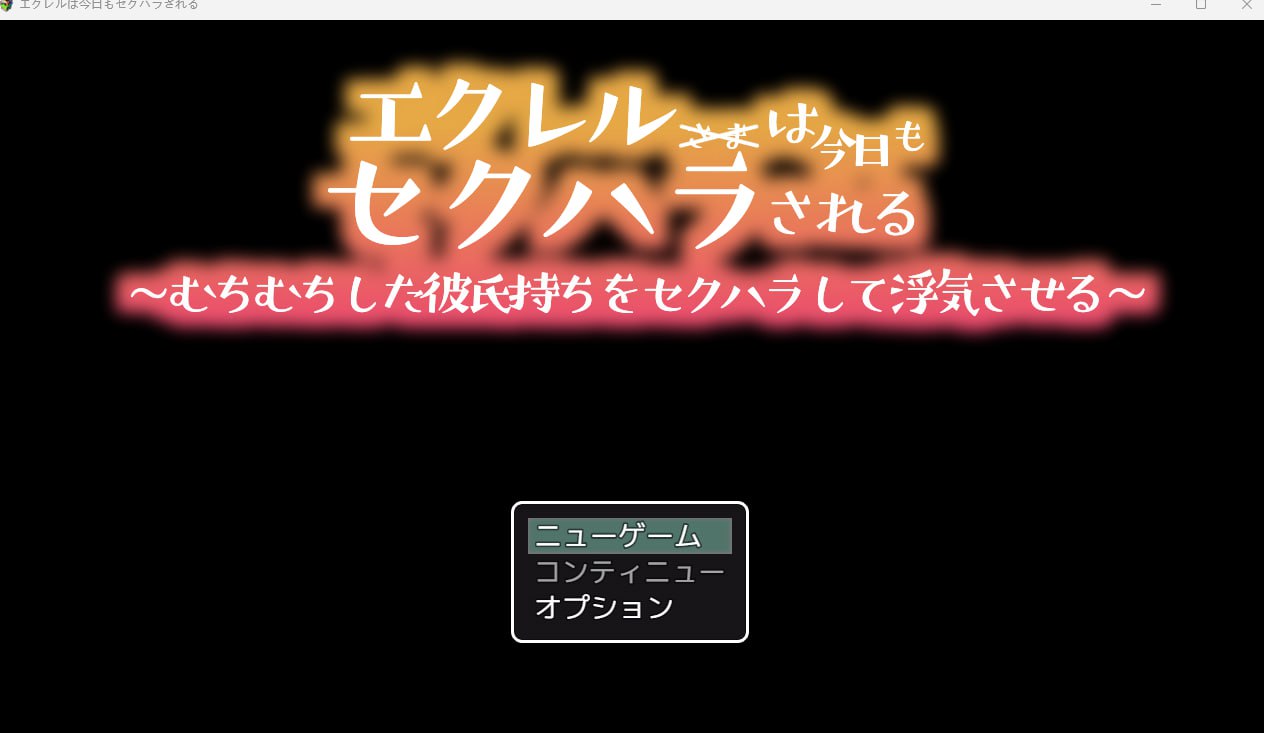 エクレルは今日もセクハラされる
エクレルさまは今日も
セクハラされる
～むちむちした彼氏持ちをセクハラして浮気させる～
ニューゲーム
コンティニュー
オプション